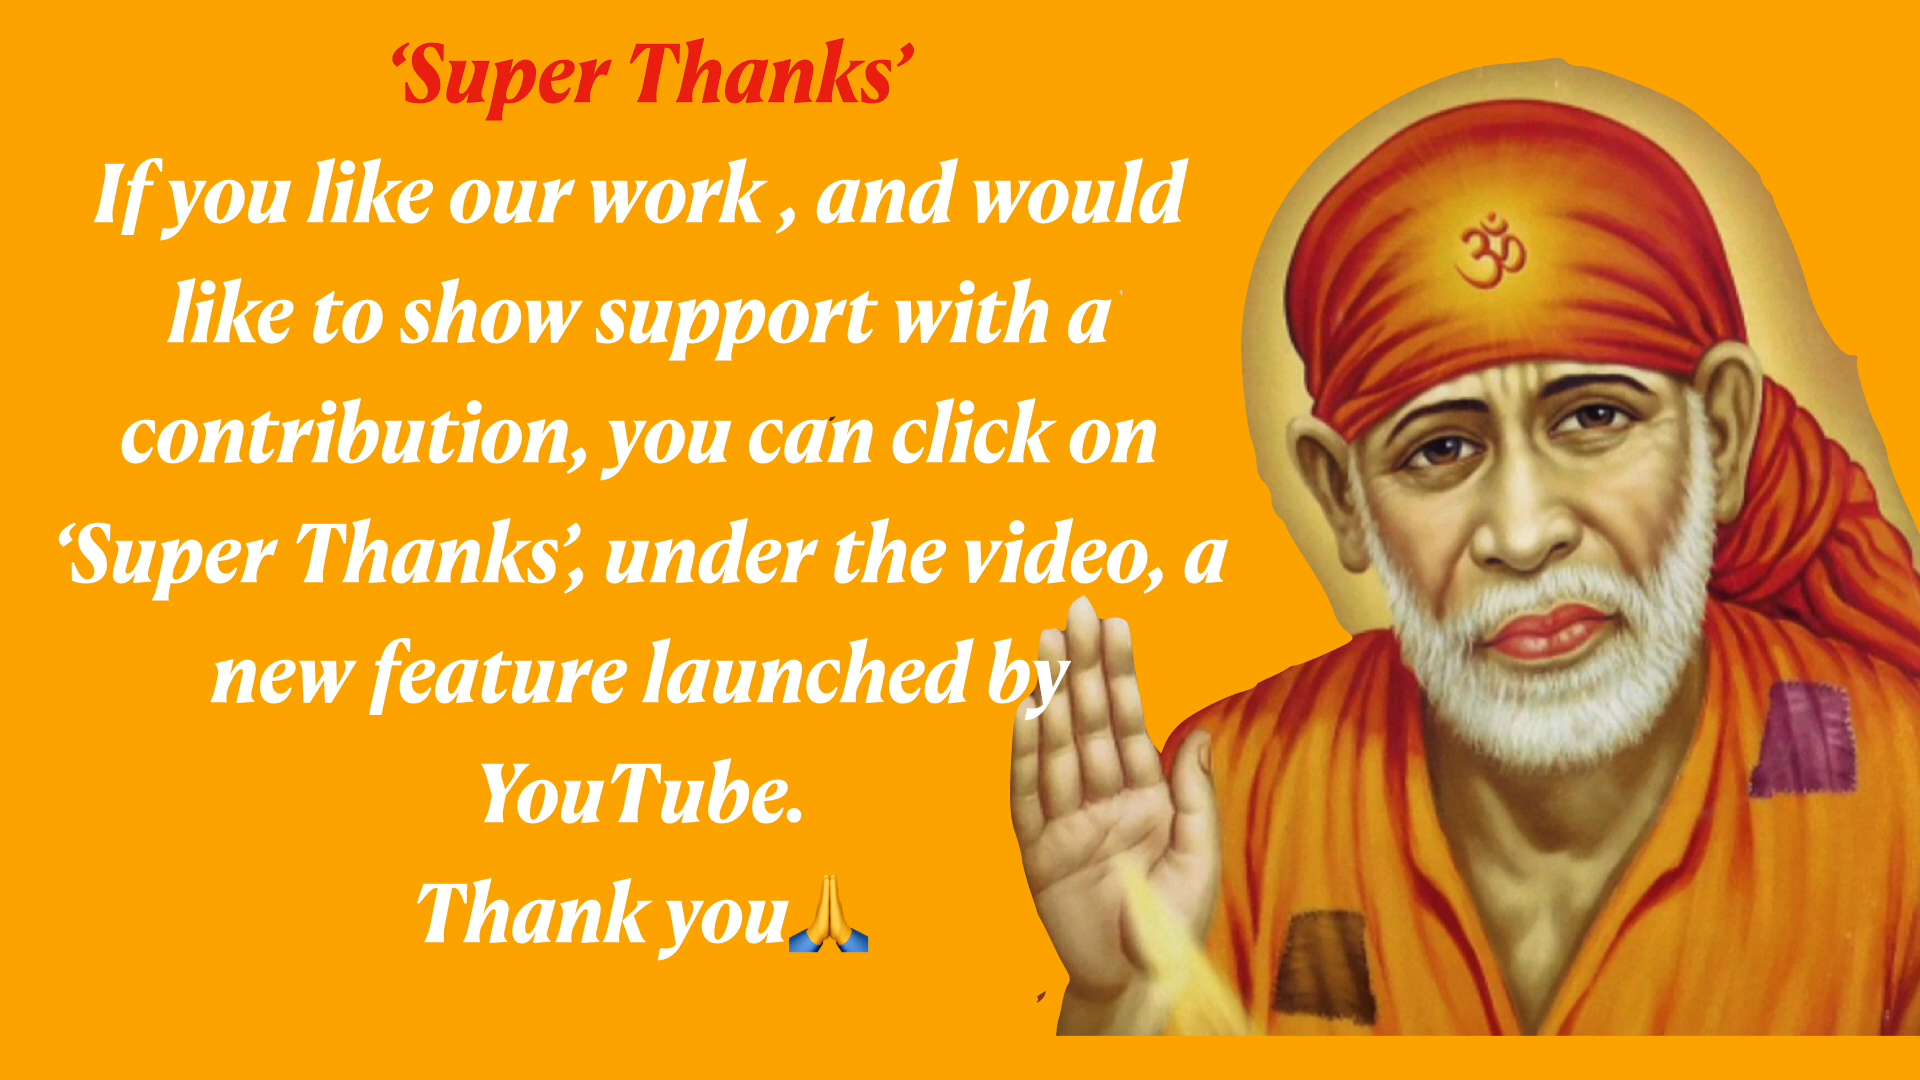 ‘Super Thanks’
If you like our work , and would
like to show support with a
contribution, you can click on
‘Super Thanks’, under the video, a
new feature launched by
YouTube.
Thank you🙏
ॐ